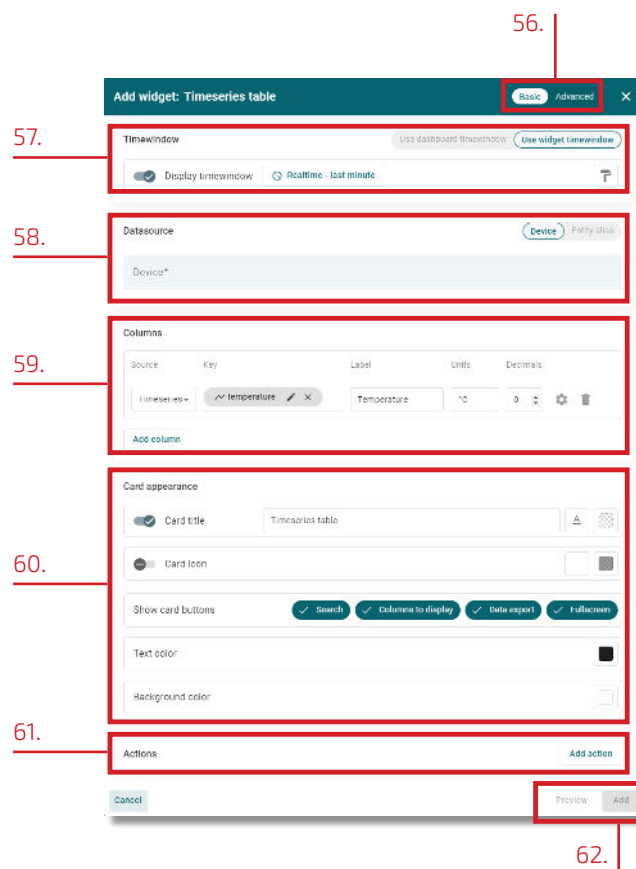 56.
Add widget: Timeseries table Basic Advanced
57.
Timewindow Use dashboard timewindow Use widget timewindow
Display timewindow Realtime - last minute
58.
Datasource Device Entity alias
Device*
59.
Columns
Source Key Label Units Decimals
Timeseries temperature Temperature °C 0
Add column
60.
Card appearance
Card title Timeseries table A
Card Icon
Show card buttons Search Columns to display Data export Fullscreen
Text color
Background color
61.
Actions Add action
Cancel Preview Add
62.